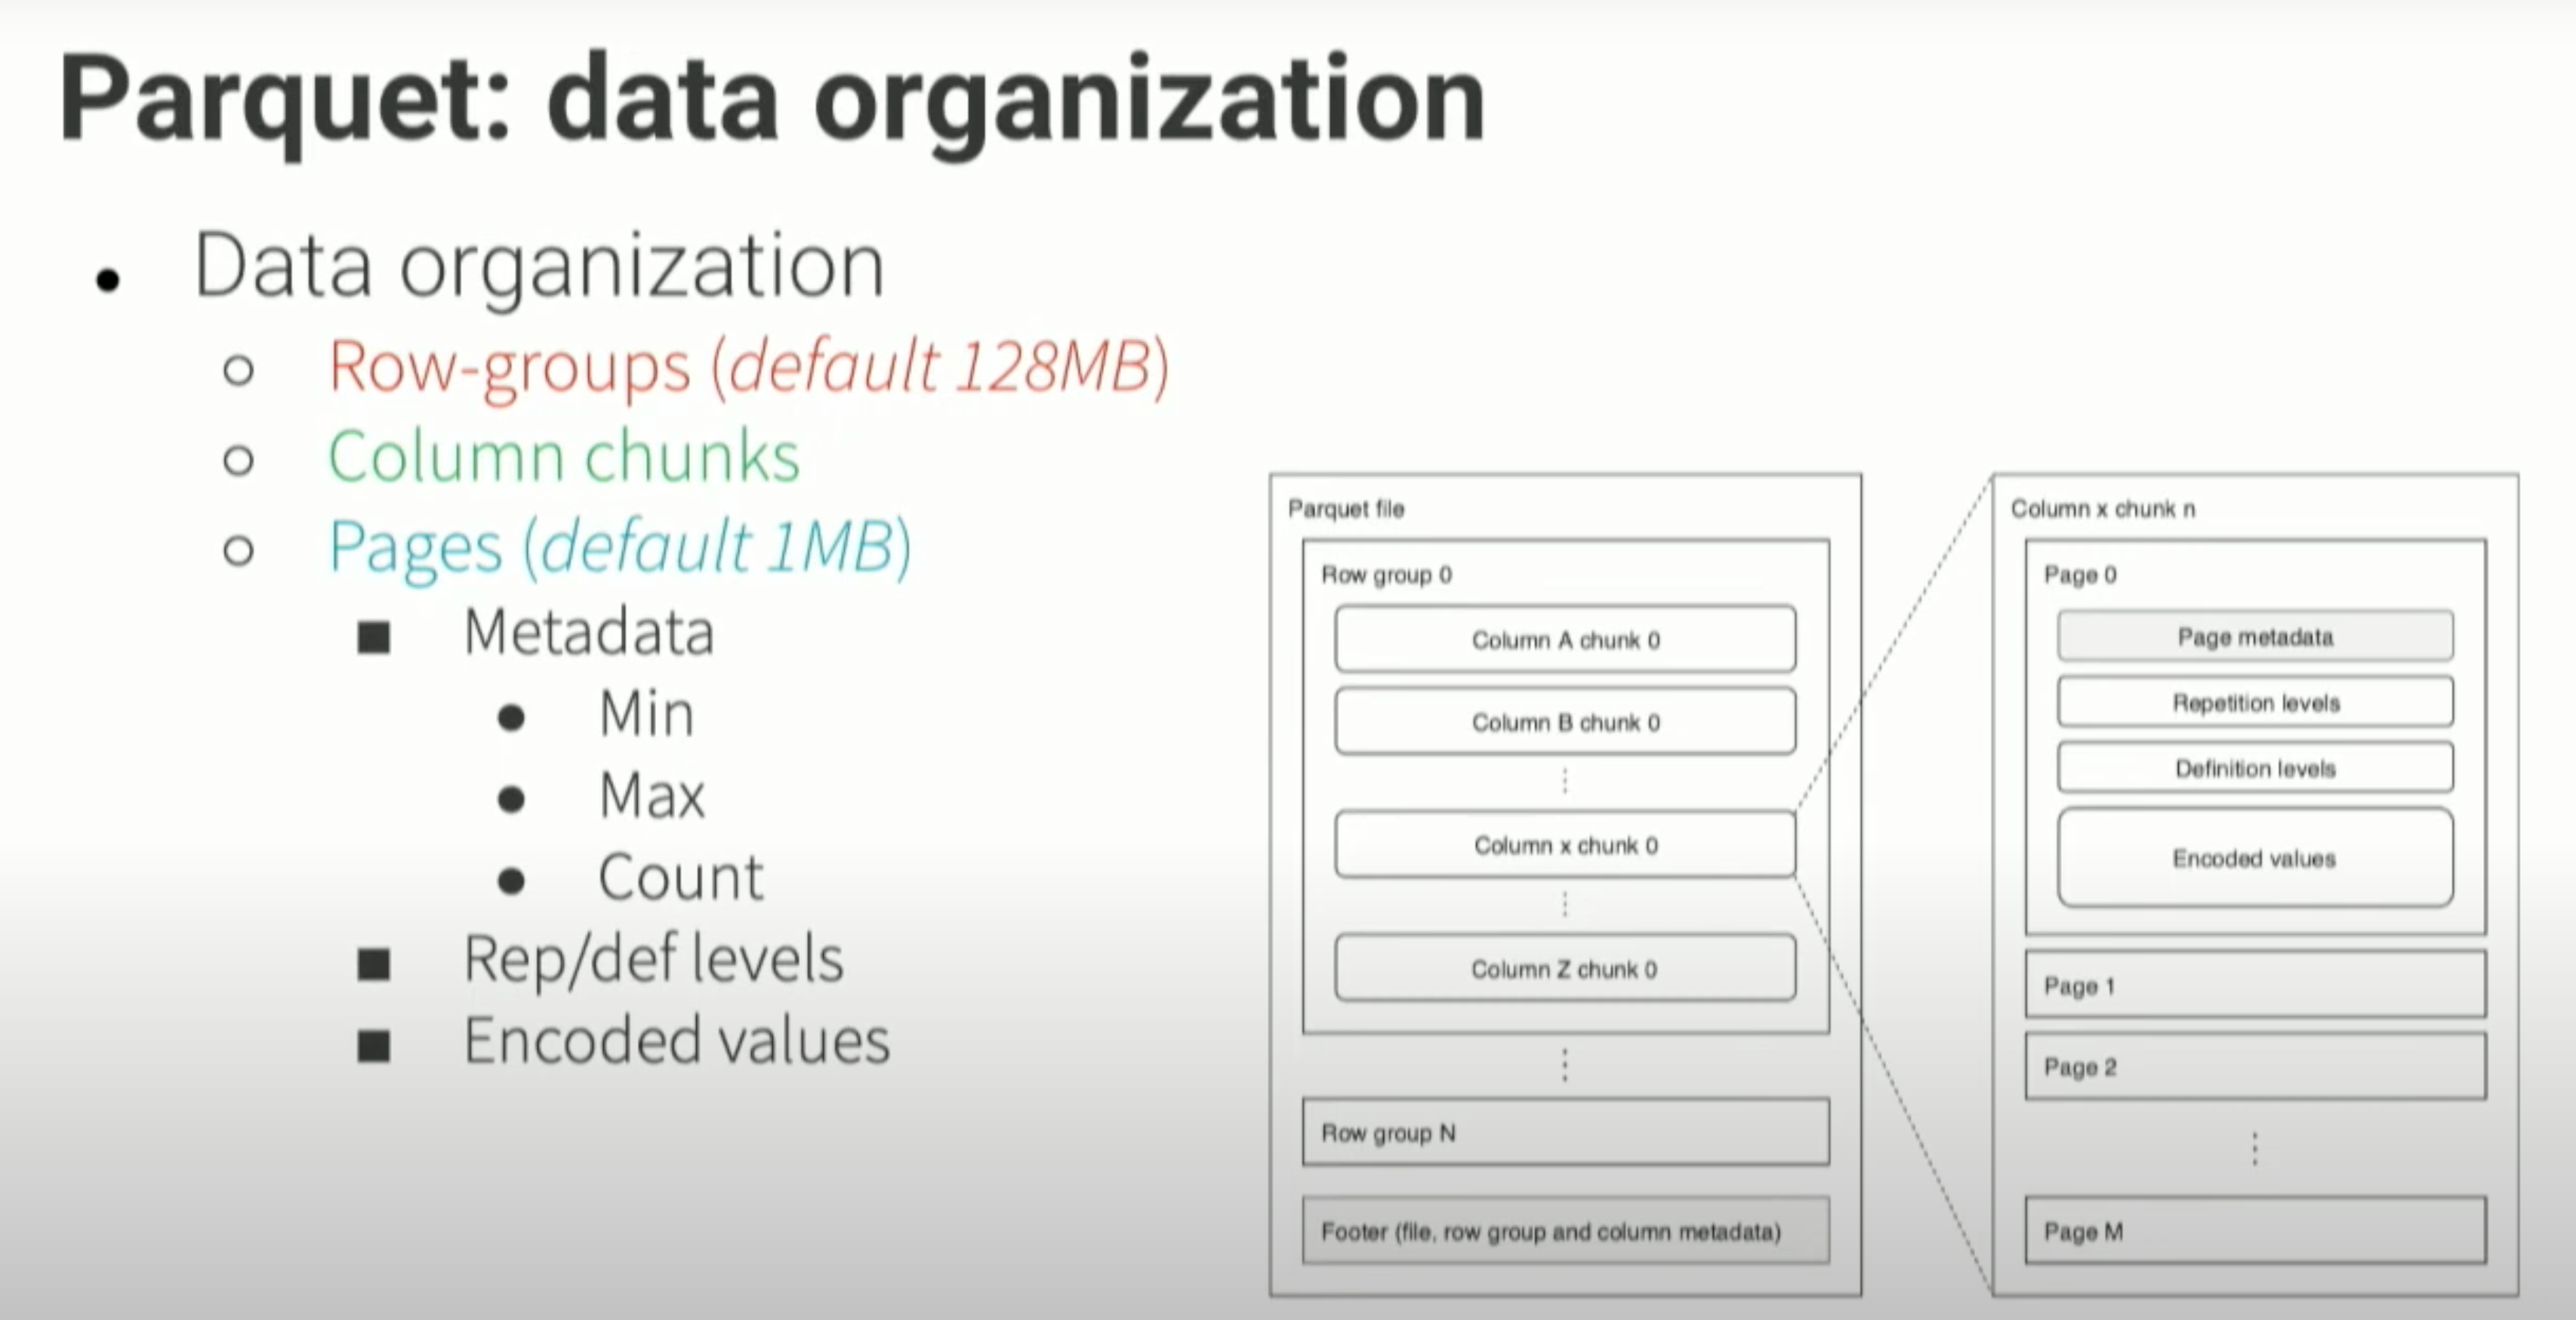 Parquet: data organization
Data organization
Row-groups (default 128MB)
Column chunks
Pages (default 1MB)
Metadata
Min
Max
Count
Rep/def levels
Encoded values
Parquet file
Row group 0
Column A chunk 0
Column B chunk 0
Column x chunk 0
Column Z chunk 0
Row group N
Footer (file, row group and column metadata)
Column x chunk n
Page 0
Page metadata
Repetition levels
Definition levels
Encoded values
Page 1
Page 2
Page M